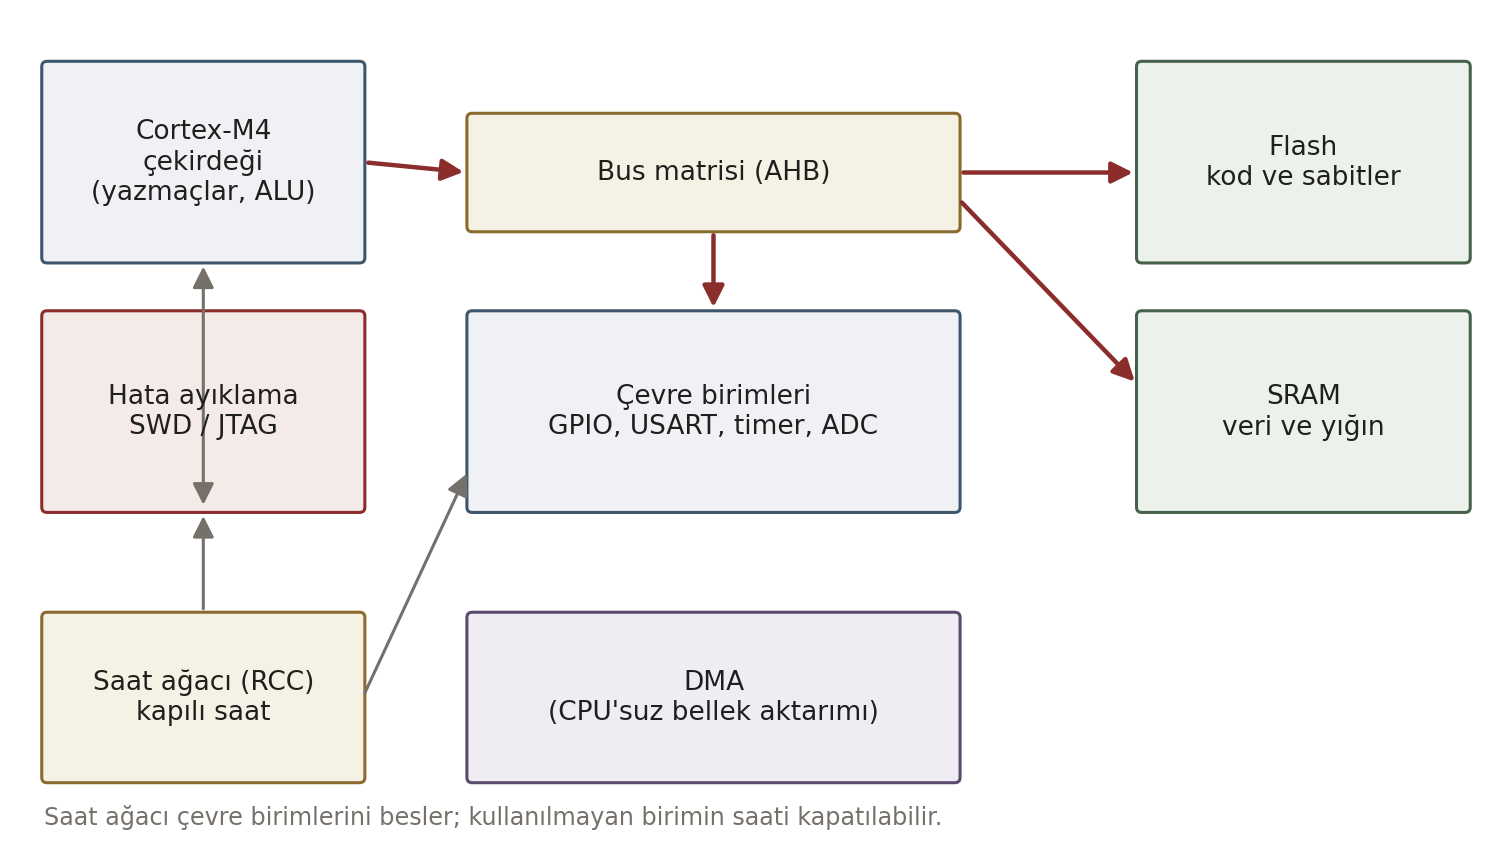 Cortex-M4
çekirdeği
(yazmaçlar, ALU)
Bus matrisi (AHB)
Flash
kod ve sabitler
Hata ayıklama
SWD / JTAG
Çevre birimleri
GPIO, USART, timer, ADC
SRAM
veri ve yığın
Saat ağacı (RCC)
kapılı saat
DMA
(CPU'suz bellek aktarımı)
Saat ağacı çevre birimlerini besler; kullanılmayan birimin saati kapatılabilir.